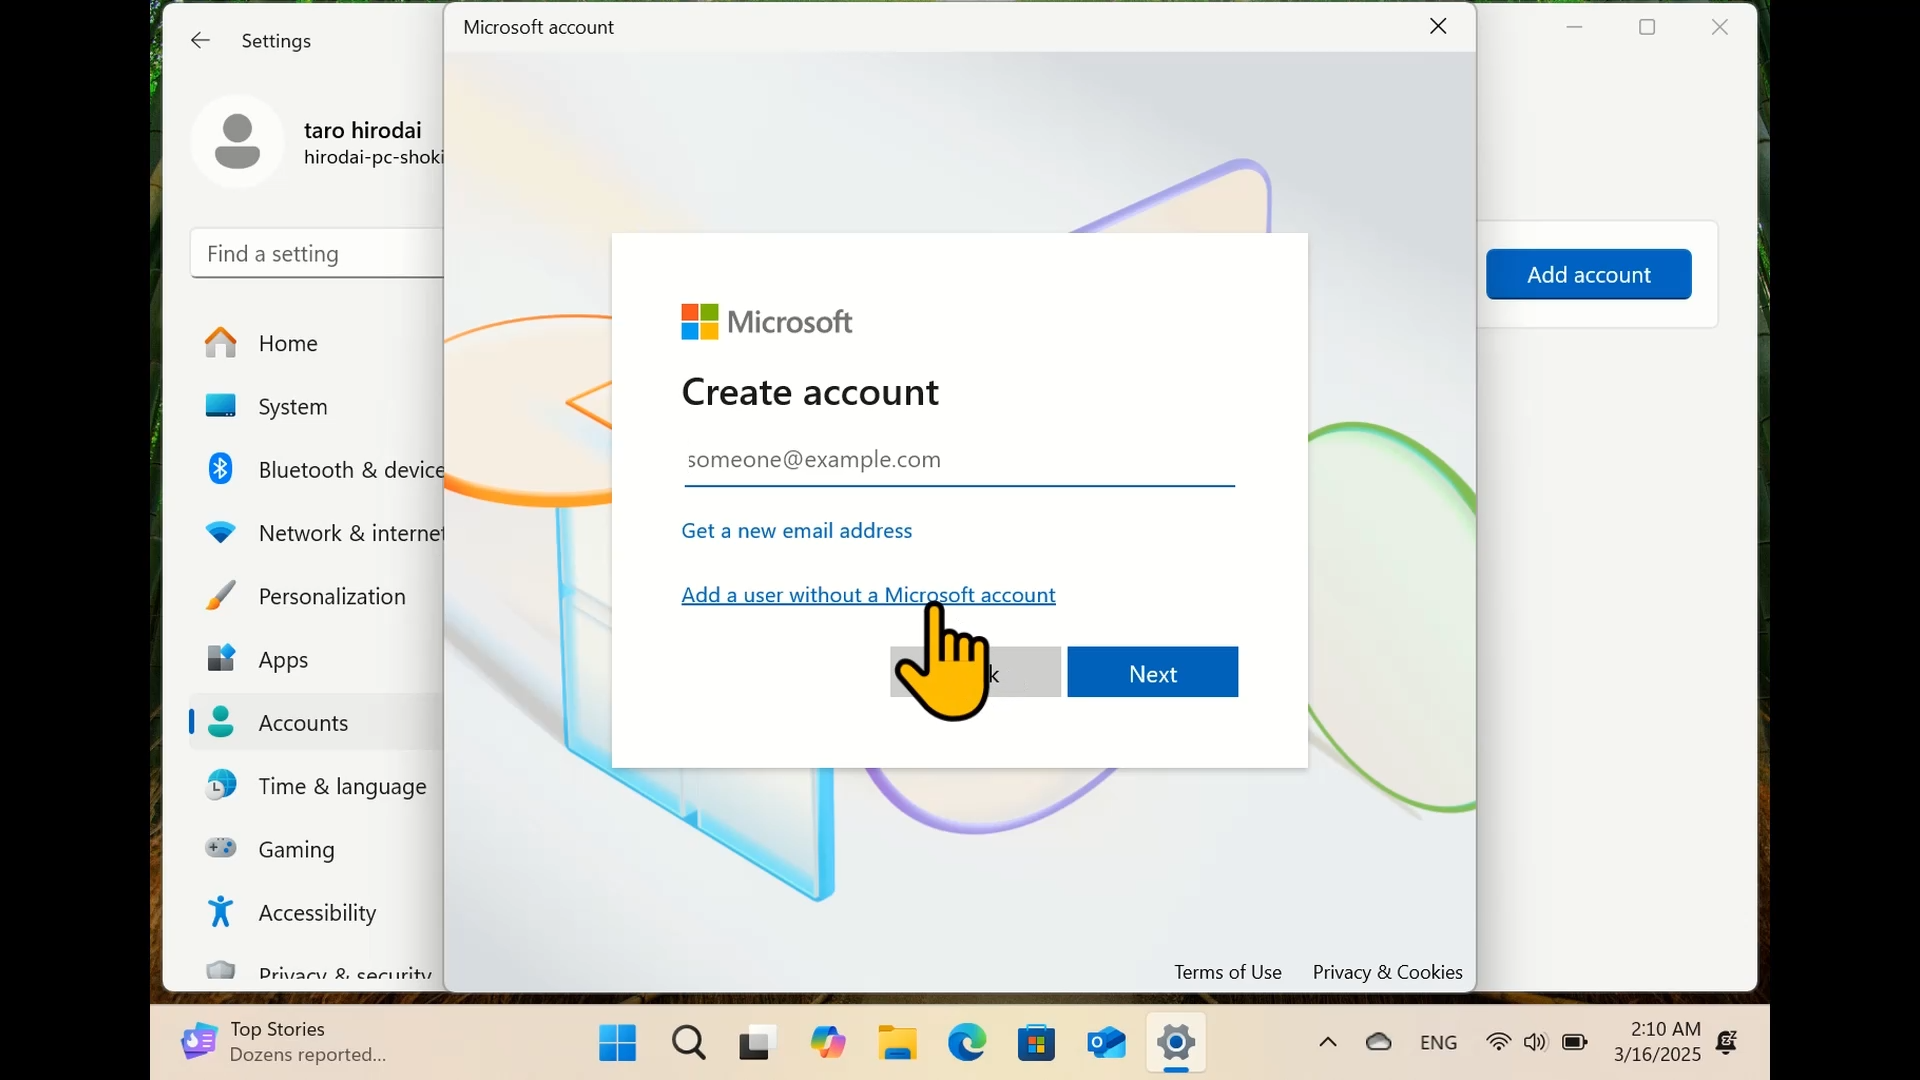 Settings
Microsoft account
taro hirodai
hirodai-pc-shoki
Find a setting
Add account
Home
System
Bluetooth & device
Network & internet
Personalization
Apps
Accounts
Time & language
Gaming
Accessibility
Privacy & security
Microsoft
Create account
someone@example.com
Get a new email address
Add a user without a Microsoft account
Next
Terms of Use
Privacy & Cookies
Top Stories
Dozens reported...
ENG
2:10 AM
3/16/2025